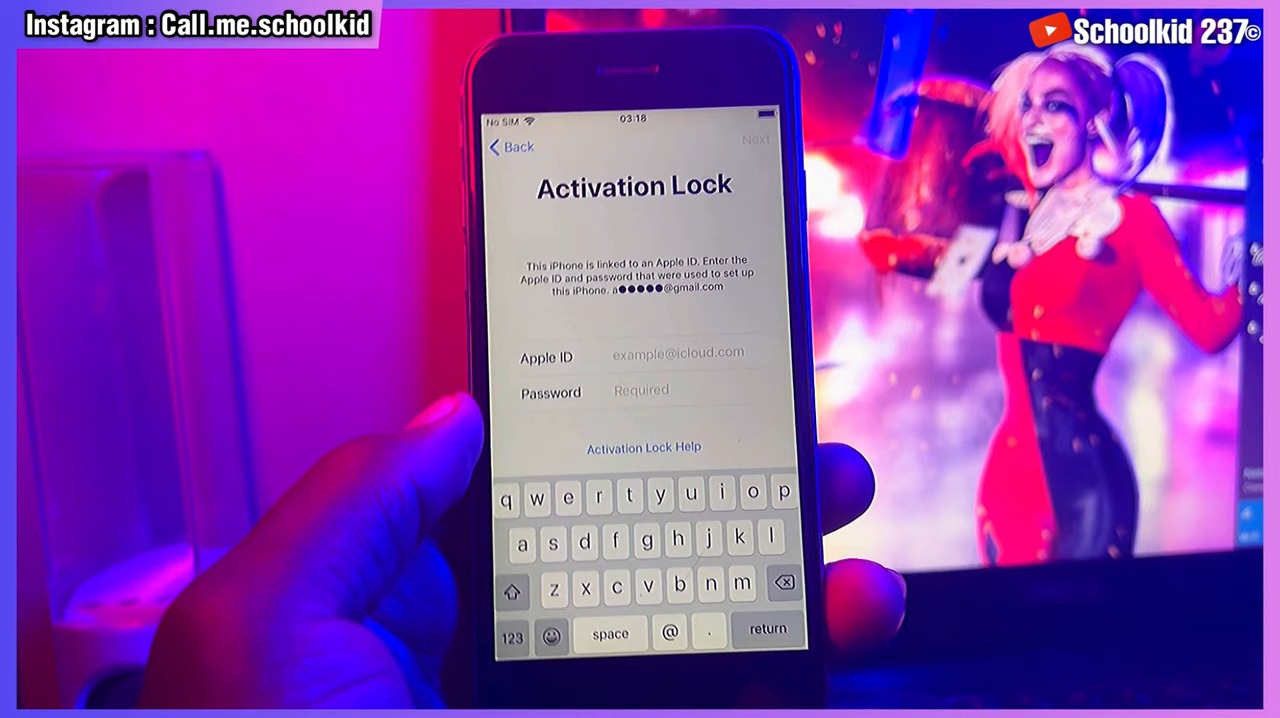 Instagram : Call.me.schoolkid
Schoolkid 237©
No SIM 03:18
Back Next
Activation Lock
This iPhone is linked to an Apple ID. Enter the
Apple ID and password that were used to set up
this iPhone. a●●●●●@gmail.com
Apple ID example@icloud.com
Password Required
Activation Lock Help
q w e r t y u i o p
a s d f g h j k l
z x c v b n m
123 space @ . return